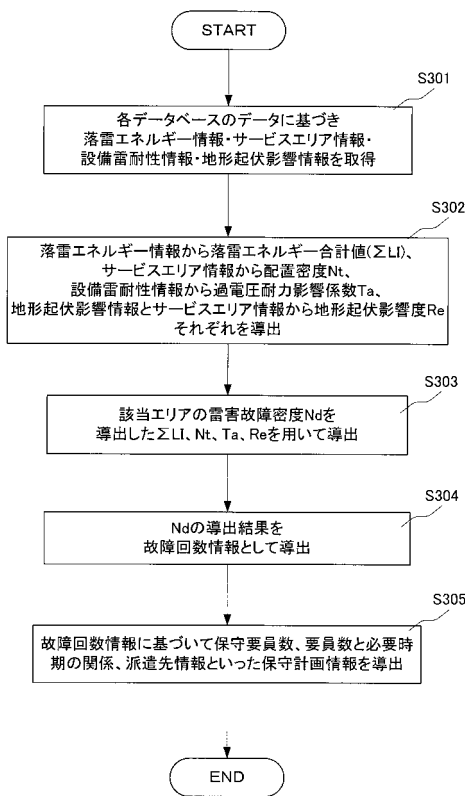 START
S301
各データベースのデータに基づき
落雷エネルギー情報・サービスエリア情報・
設備雷耐性情報・地形起伏影響情報を取得
S302
落雷エネルギー情報から落雷エネルギー合計値(ΣLI)、
サービスエリア情報から配置密度Nt、
設備雷耐性情報から過電圧耐力影響係数Ta、
地形起伏影響情報とサービスエリア情報から地形起伏影響度Re
それぞれを導出
S303
該当エリアの雷害故障密度Ndを
導出したΣLI、Nt、Ta、Reを用いて導出
S304
Ndの導出結果を
故障回数情報として導出
S305
故障回数情報に基づいて保守要員数、要員数と必要時
期の関係、派遣先情報といった保守計画情報を導出
END